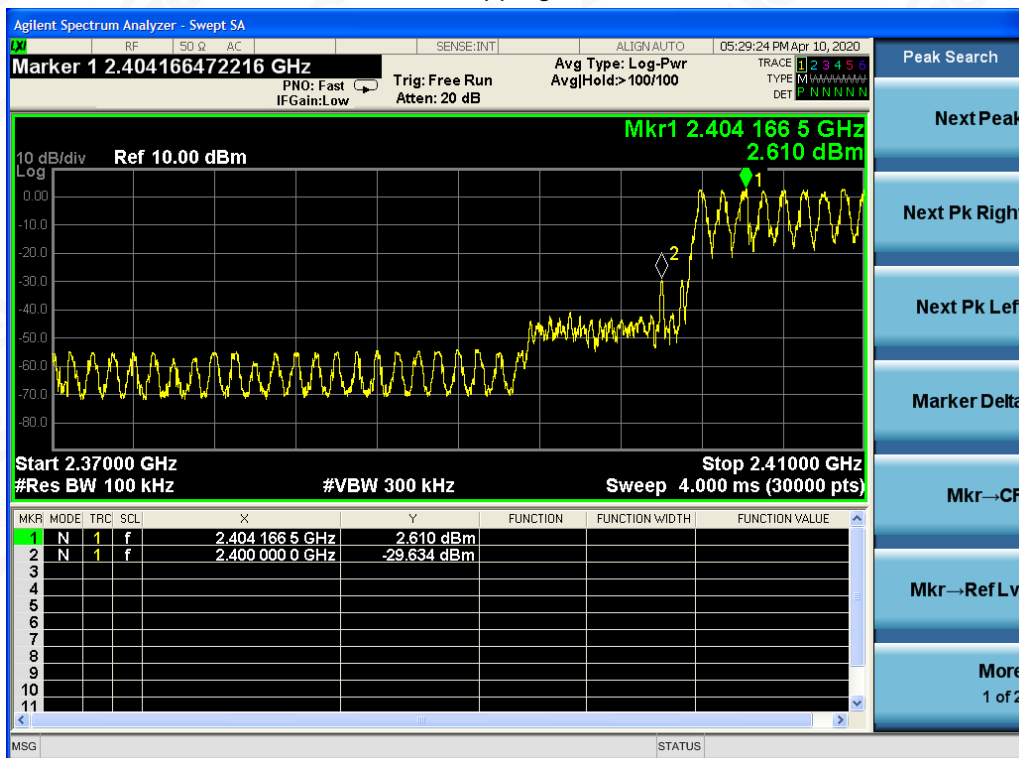 Agilent Spectrum Analyzer - Swept SA
LXI RF 50 Ω AC SENSE:INT ALIGN AUTO 05:29:24 PM Apr 10, 2020
Marker 1 2.404166472216 GHz
PNO: Fast
IFGain:Low
Trig: Free Run
Atten: 20 dB
Avg Type: Log-Pwr
Avg|Hold:>100/100
TRACE 1 2 3 4 5 6
TYPE M
DET P N N N N N
Mkr1 2.404 166 5 GHz
2.610 dBm
10 dB/div Ref 10.00 dBm
Log
0.00
-10.0
-20.0
-30.0
-40.0
-50.0
-60.0
-70.0
-80.0
1
2
Start 2.37000 GHz Stop 2.41000 GHz
#Res BW 100 kHz #VBW 300 kHz Sweep 4.000 ms (30000 pts)
MKR MODE TRC SCL X Y FUNCTION FUNCTION WIDTH FUNCTION VALUE
1 N 1 f 2.404 166 5 GHz 2.610 dBm
2 N 1 f 2.400 000 0 GHz -29.634 dBm
3
4
5
6
7
8
9
10
11
MSG STATUS
Peak Search
Next Peak
Next Pk Right
Next Pk Left
Marker Delta
Mkr→CF
Mkr→Ref Lv
More
1 of 2